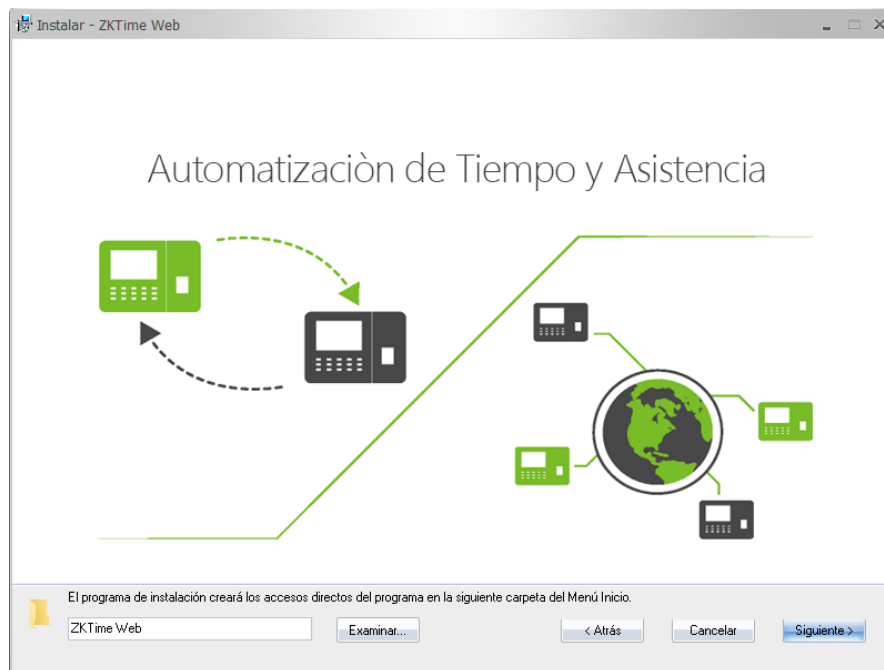 Instalar - ZKTime Web
Automatizaciòn de Tiempo y Asistencia
El programa de instalación creará los accesos directos del programa en la siguiente carpeta del Menú Inicio.
ZKTime Web
Examinar...
< Atrás
Cancelar
Siguiente >